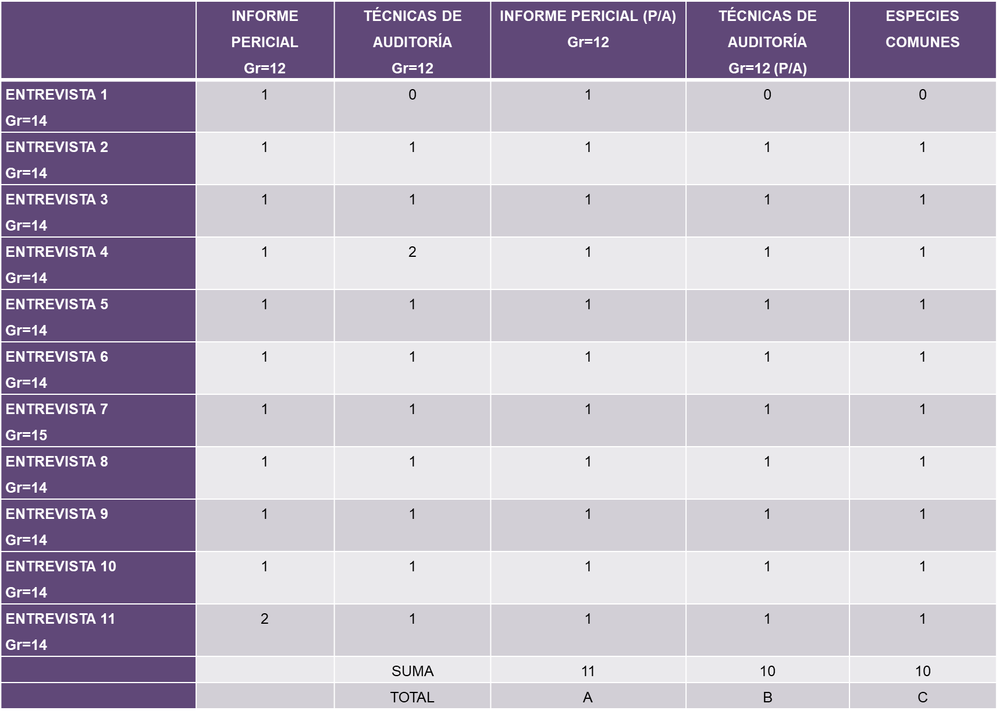 INFORME
PERICIAL
Gr=12
TÉCNICAS DE
AUDITORÍA
Gr=12
INFORME PERICIAL (P/A)
Gr=12
TÉCNICAS DE
AUDITORÍA
Gr=12 (P/A)
ESPECIES
COMUNES
ENTREVISTA 1
Gr=14
1 0 1 0 0
ENTREVISTA 2
Gr=14
1 1 1 1 1
ENTREVISTA 3
Gr=14
1 1 1 1 1
ENTREVISTA 4
Gr=14
1 2 1 1 1
ENTREVISTA 5
Gr=14
1 1 1 1 1
ENTREVISTA 6
Gr=14
1 1 1 1 1
ENTREVISTA 7
Gr=15
1 1 1 1 1
ENTREVISTA 8
Gr=14
1 1 1 1 1
ENTREVISTA 9
Gr=14
1 1 1 1 1
ENTREVISTA 10
Gr=14
1 1 1 1 1
ENTREVISTA 11
Gr=14
2 1 1 1 1
SUMA 11 10 10
TOTAL A B C